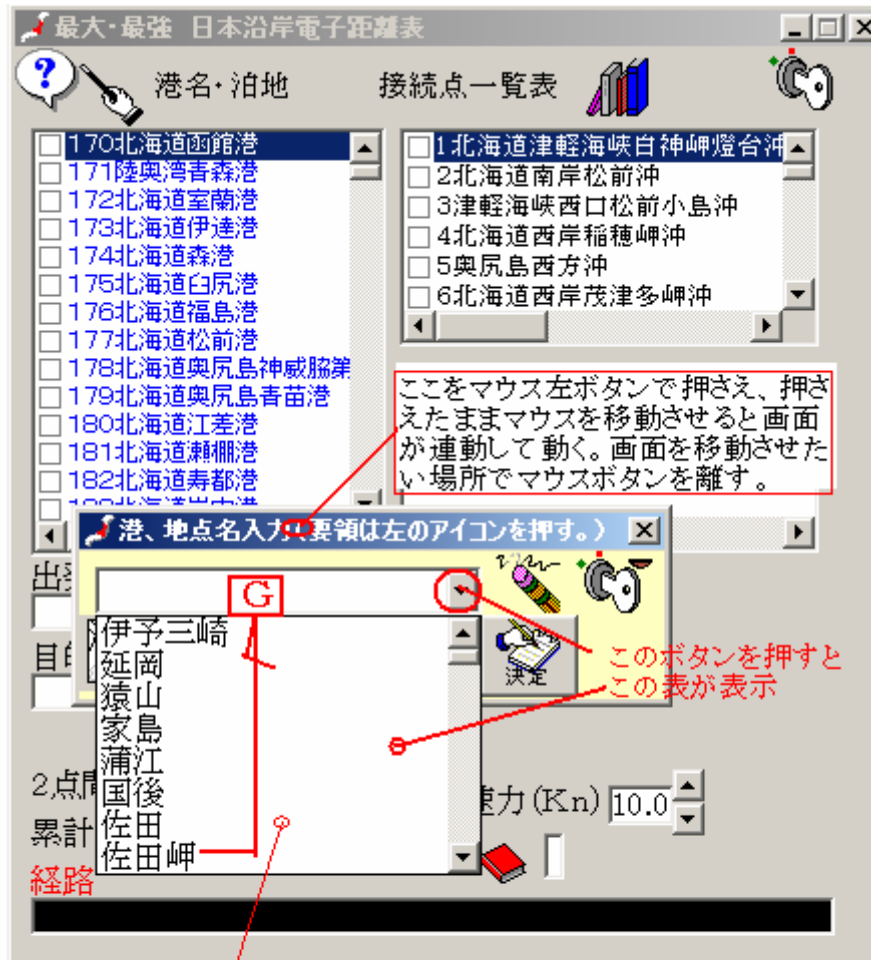 最大・最強 日本沿岸電子距離表
港名・泊地
接続点一覧表
170北海道函館港
171陸奥湾青森港
172北海道室蘭港
173北海道伊達港
174北海道森港
175北海道臼尻港
176北海道福島港
177北海道松前港
178北海道奥尻島神威脇第
179北海道奥尻島青苗港
180北海道江差港
181北海道瀬棚港
182北海道寿都港
1北海道津軽海峡白神岬燈台沖
2北海道南岸松前沖
3津軽海峡西口松前小島沖
4北海道西岸稲穂岬沖
5奥尻島西方沖
6北海道西岸茂津多岬沖
ここをマウス左ボタンで押さえ、押さ
えたままマウスを移動させると画面
が連動して動く。画面を移動させた
い場所でマウスボタンを離す。
港、地点名入力(要領は左のアイコンを押す。)
出
G
伊予三崎
延岡
猿山
家島
蒲江
国後
佐田
佐田岬
決定
このボタンを押すと
この表が表示
目
2点間
速力(Kn) 10.0
累計
経路